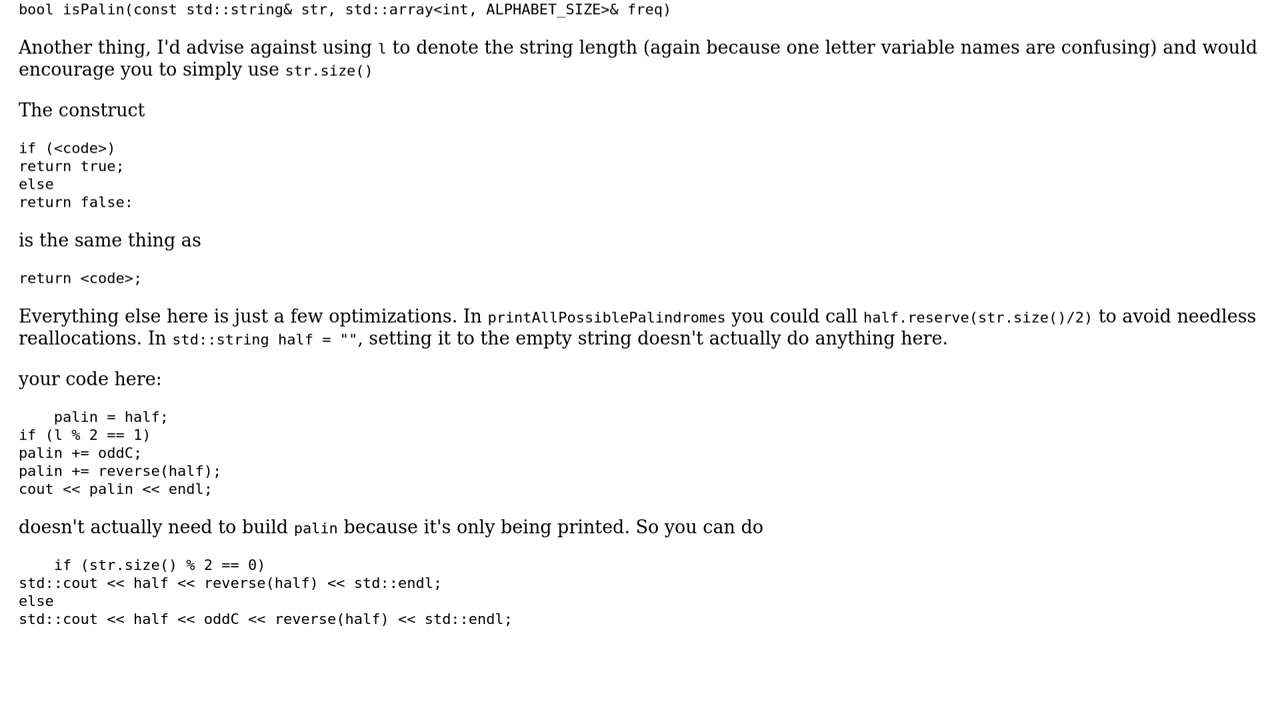 bool isPalin(const std::string& str, std::array<int, ALPHABET_SIZE>& freq)
Another thing, I'd advise against using l to denote the string length (again because one letter variable names are confusing) and would
encourage you to simply use str.size()
The construct
if (<code>)
return true;
else
return false:
is the same thing as
return <code>;
Everything else here is just a few optimizations. In printAllPossiblePalindromes you could call half.reserve(str.size()/2) to avoid needless
reallocations. In std::string half = "", setting it to the empty string doesn't actually do anything here.
your code here:
    palin = half;
if (l % 2 == 1)
palin += oddC;
palin += reverse(half);
cout << palin << endl;
doesn't actually need to build palin because it's only being printed. So you can do
    if (str.size() % 2 == 0)
std::cout << half << reverse(half) << std::endl;
else
std::cout << half << oddC << reverse(half) << std::endl;